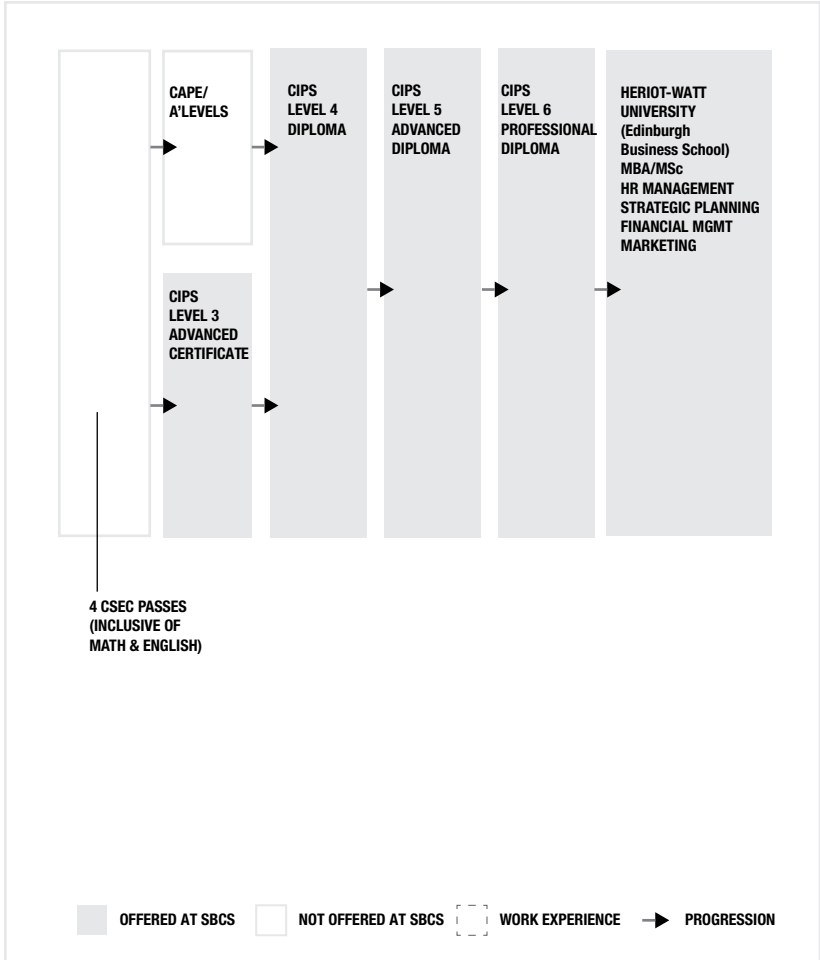 CAPE/
A'LEVELS
CIPS
LEVEL 4
DIPLOMA
CIPS
LEVEL 5
ADVANCED
DIPLOMA
CIPS
LEVEL 6
PROFESSIONAL
DIPLOMA
HERIOT-WATT
UNIVERSITY
(Edinburgh
Business School)
MBA/MSc
HR MANAGEMENT
STRATEGIC PLANNING
FINANCIAL MGMT
MARKETING
CIPS
LEVEL 3
ADVANCED
CERTIFICATE
4 CSEC PASSES
(INCLUSIVE OF
MATH & ENGLISH)
OFFERED AT SBCS
NOT OFFERED AT SBCS
WORK EXPERIENCE
PROGRESSION